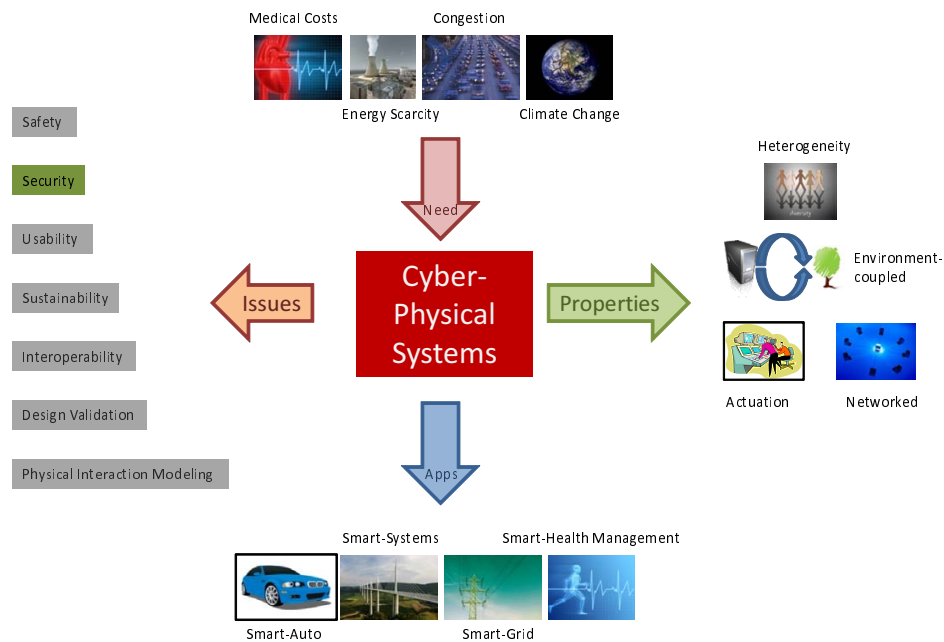 Medical Costs
Congestion
Energy Scarcity
Climate Change
Need
Safety
Security
Usability
Sustainability
Interoperability
Design Validation
Physical Interaction Modeling
Issues
Cyber-
Physical
Systems
Properties
Heterogeneity
diversity
Environment-
coupled
Actuation
Networked
Apps
Smart-Systems
Smart-Health Management
Smart-Auto
Smart-Grid